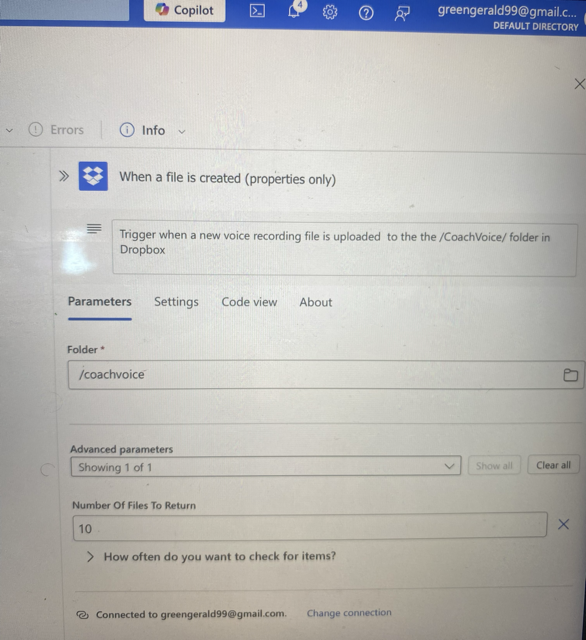 Copilot
4
greengerald99@gmail.c...
DEFAULT DIRECTORY
Errors
Info
When a file is created (properties only)
Trigger when a new voice recording file is uploaded to the the /CoachVoice/ folder in
Dropbox
Parameters Settings Code view About
Folder *
/coachvoice
Advanced parameters
Showing 1 of 1
Show all
Clear all
Number Of Files To Return
10
How often do you want to check for items?
Connected to greengerald99@gmail.com. Change connection